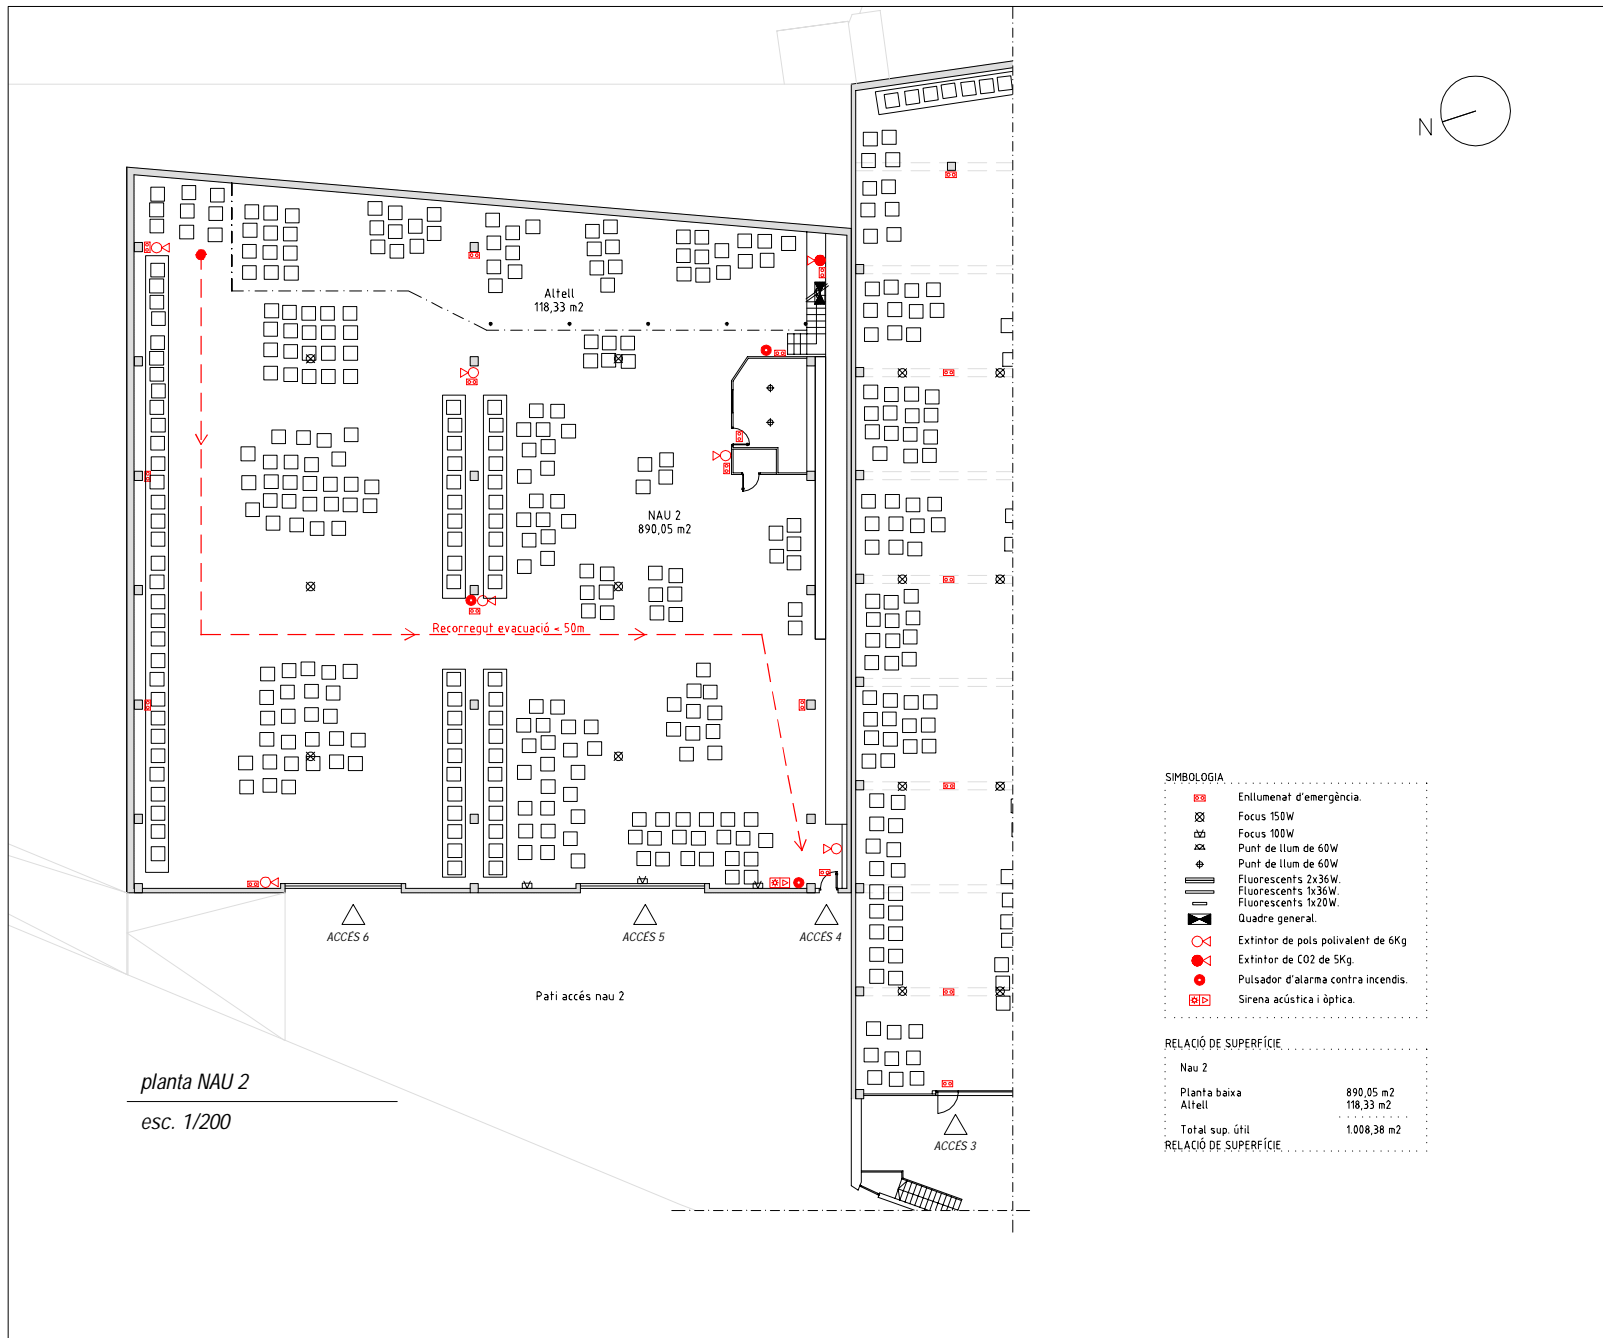 N
Altell
118,33 m2
NAU 2
890,05 m2
Recorregut evacuació < 50m
ACCÉS 6
ACCÉS 5
ACCÉS 4
Pati accés nau 2
ACCÉS 3
planta NAU 2
esc. 1/200
SIMBOLOGIA
Enllumenat d'emergència.
Focus 150W
Focus 100W
Punt de llum de 60W
Punt de llum de 60W
Fluorescents 2x36W.
Fluorescents 1x36W.
Fluorescents 1x20W.
Quadre general.
Extintor de pols polivalent de 6Kg
Extintor de CO2 de 5Kg.
Pulsador d'alarma contra incendis.
Sirena acústica i òptica.
RELACIÓ DE SUPERFÍCIE
Nau 2
Planta baixa 890,05 m2
Altell 118,33 m2
Total sup. útil 1.008,38 m2
RELACIÓ DE SUPERFÍCIE